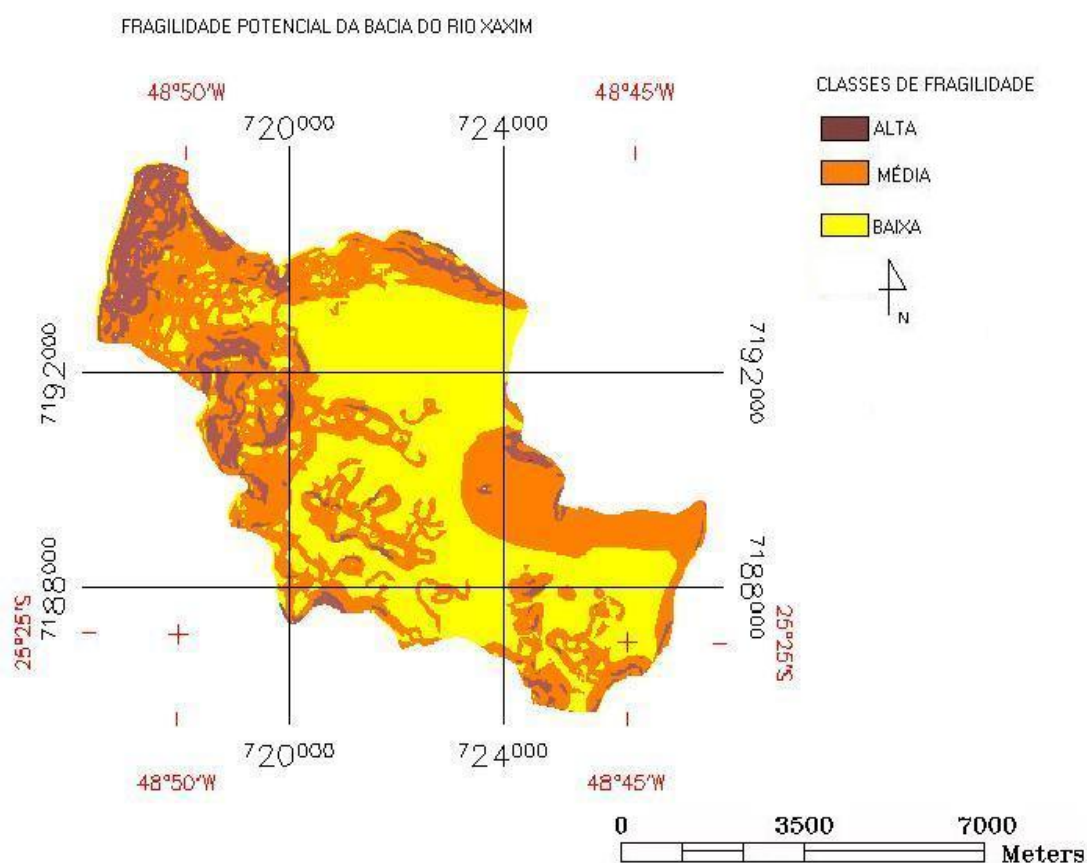 FRAGILIDADE POTENCIAL DA BACIA DO RIO XAXIM
48°50'W
48°45'W
720000
724000
CLASSES DE FRAGILIDADE
ALTA
MÉDIA
BAIXA
N
7192000
7192000
7188000
7188000
25°25'S
25°25'S
720000
724000
48°50'W
48°45'W
0 3500 7000
Meters